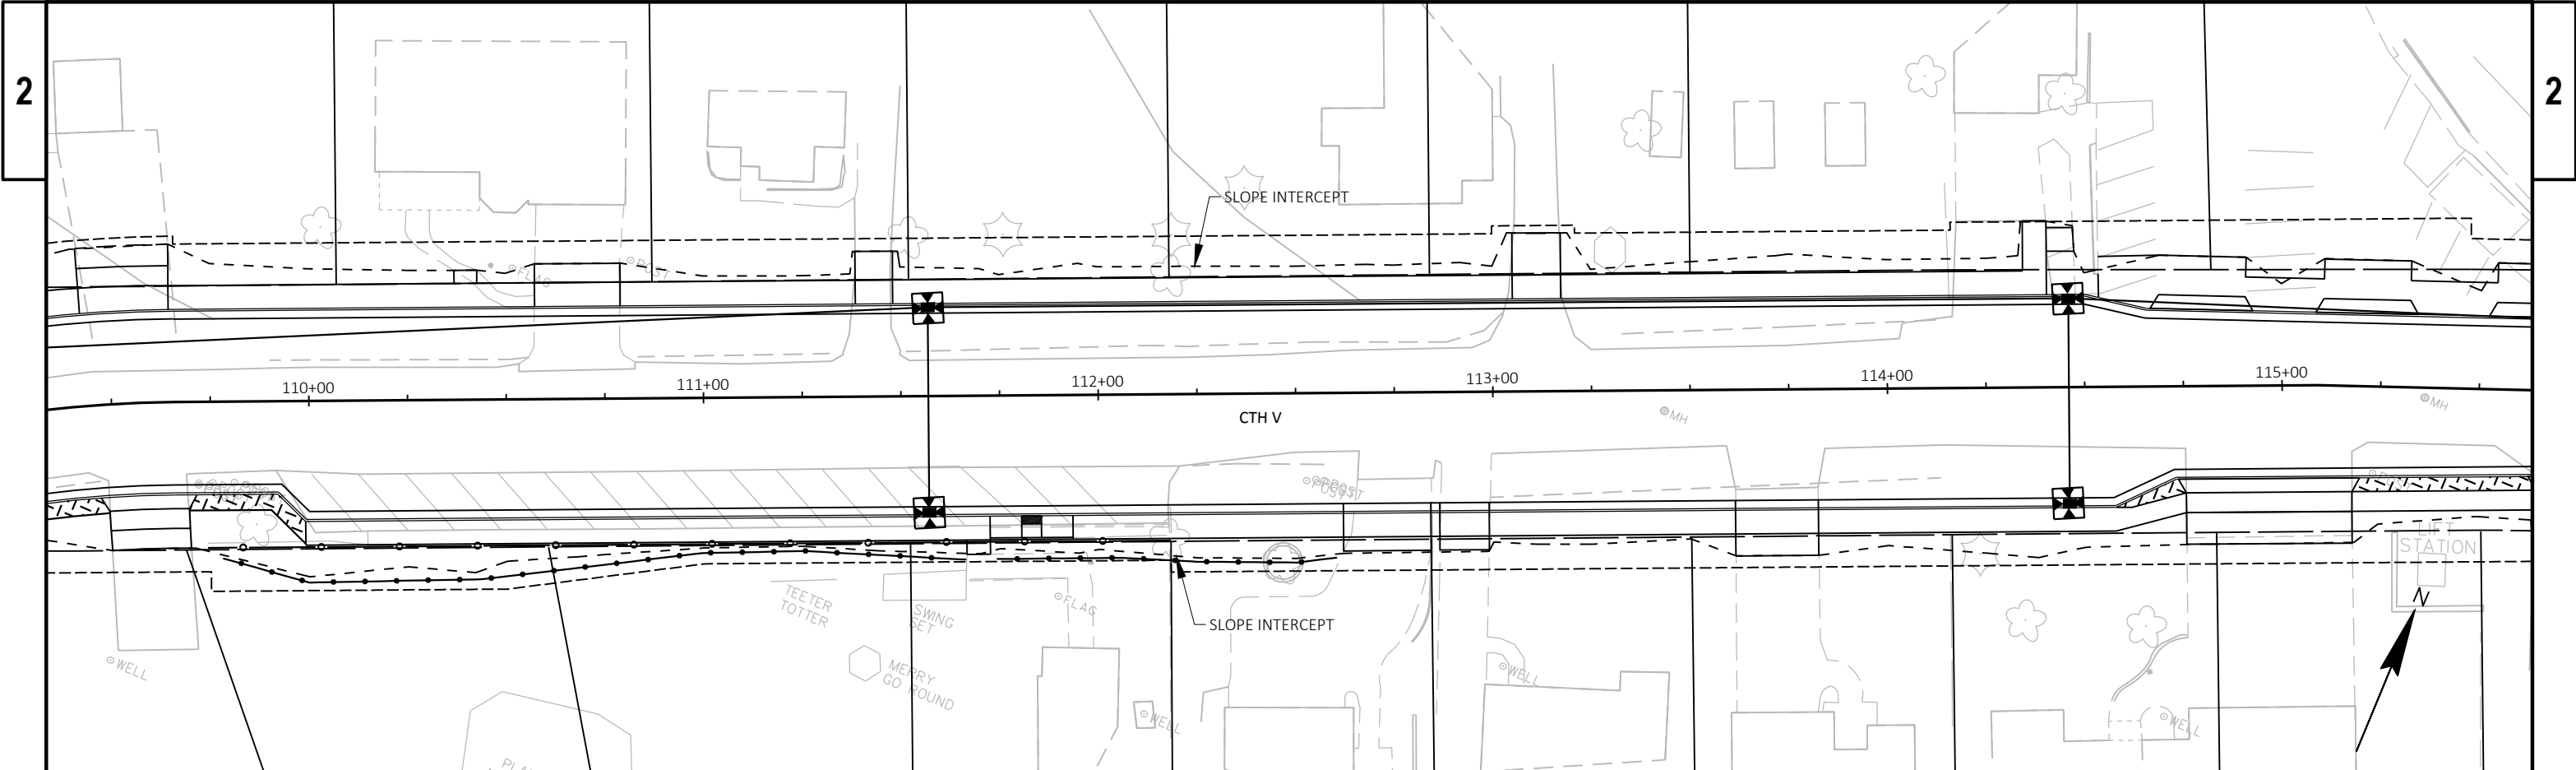 2
2
SLOPE INTERCEPT
FLAG
POST
110+00
111+00
112+00
113+00
114+00
115+00
CTH V
MH
MH
POST
POST
LIFT
STATION
N
TEETER
TOTTER
SWING
SET
FLAG
SLOPE INTERCEPT
WELL
MERRY
GO ROUND
WELL
WELL
WELL